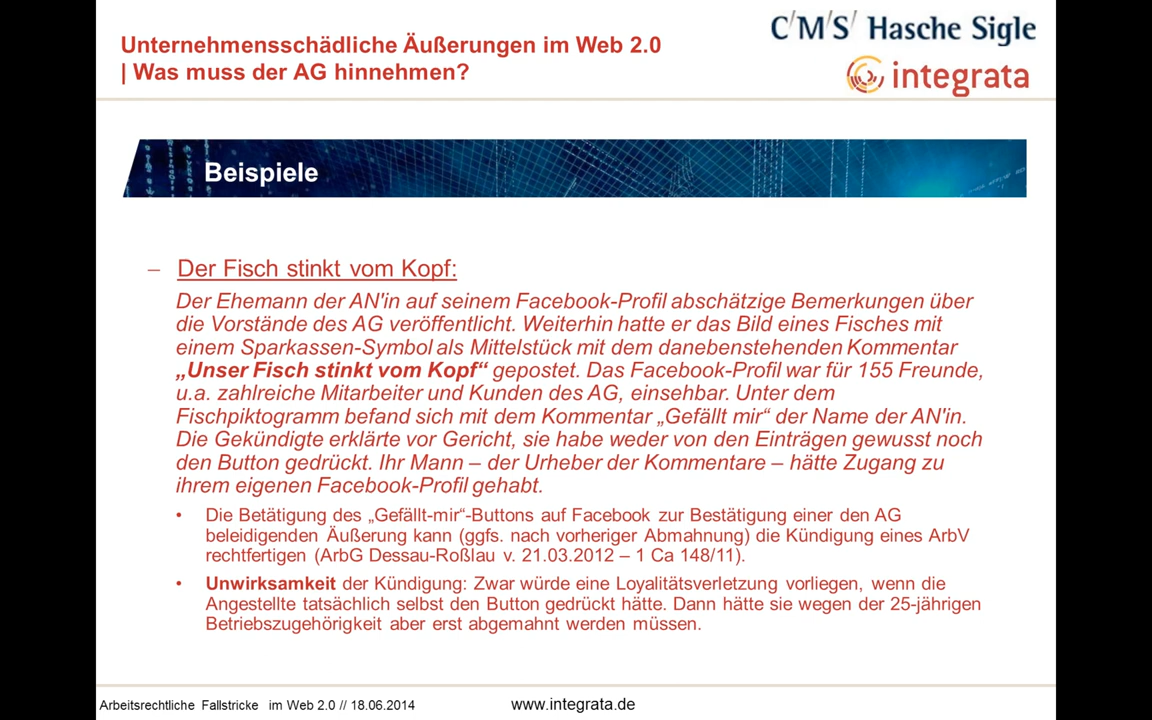 Unternehmensschädliche Äußerungen im Web 2.0
| Was muss der AG hinnehmen?
C/M/S/ Hasche Sigle
integrata
Beispiele
– Der Fisch stinkt vom Kopf:
Der Ehemann der AN'in auf seinem Facebook-Profil abschätzige Bemerkungen über
die Vorstände des AG veröffentlicht. Weiterhin hatte er das Bild eines Fisches mit
einem Sparkassen-Symbol als Mittelstück mit dem danebenstehenden Kommentar
„Unser Fisch stinkt vom Kopf“ gepostet. Das Facebook-Profil war für 155 Freunde,
u.a. zahlreiche Mitarbeiter und Kunden des AG, einsehbar. Unter dem
Fischpiktogramm befand sich mit dem Kommentar „Gefällt mir“ der Name der AN'in.
Die Gekündigte erklärte vor Gericht, sie habe weder von den Einträgen gewusst noch
den Button gedrückt. Ihr Mann – der Urheber der Kommentare – hätte Zugang zu
ihrem eigenen Facebook-Profil gehabt.
• Die Betätigung des „Gefällt-mir“-Buttons auf Facebook zur Bestätigung einer den AG
beleidigenden Äußerung kann (ggfs. nach vorheriger Abmahnung) die Kündigung eines ArbV
rechtfertigen (ArbG Dessau-Roßlau v. 21.03.2012 – 1 Ca 148/11).
• Unwirksamkeit der Kündigung: Zwar würde eine Loyalitätsverletzung vorliegen, wenn die
Angestellte tatsächlich selbst den Button gedrückt hätte. Dann hätte sie wegen der 25-jährigen
Betriebszugehörigkeit aber erst abgemahnt werden müssen.
Arbeitsrechtliche Fallstricke im Web 2.0 // 18.06.2014
www.integrata.de